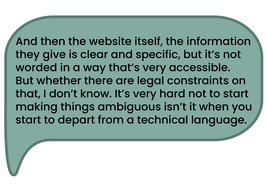 And then the website itself, the information
they give is clear and specific, but it's not
worded in a way that's very accessible.
But whether there are legal constraints on
that, I don't know. It's very hard not to start
making things ambiguous isn't it when you
start to depart from a technical language.